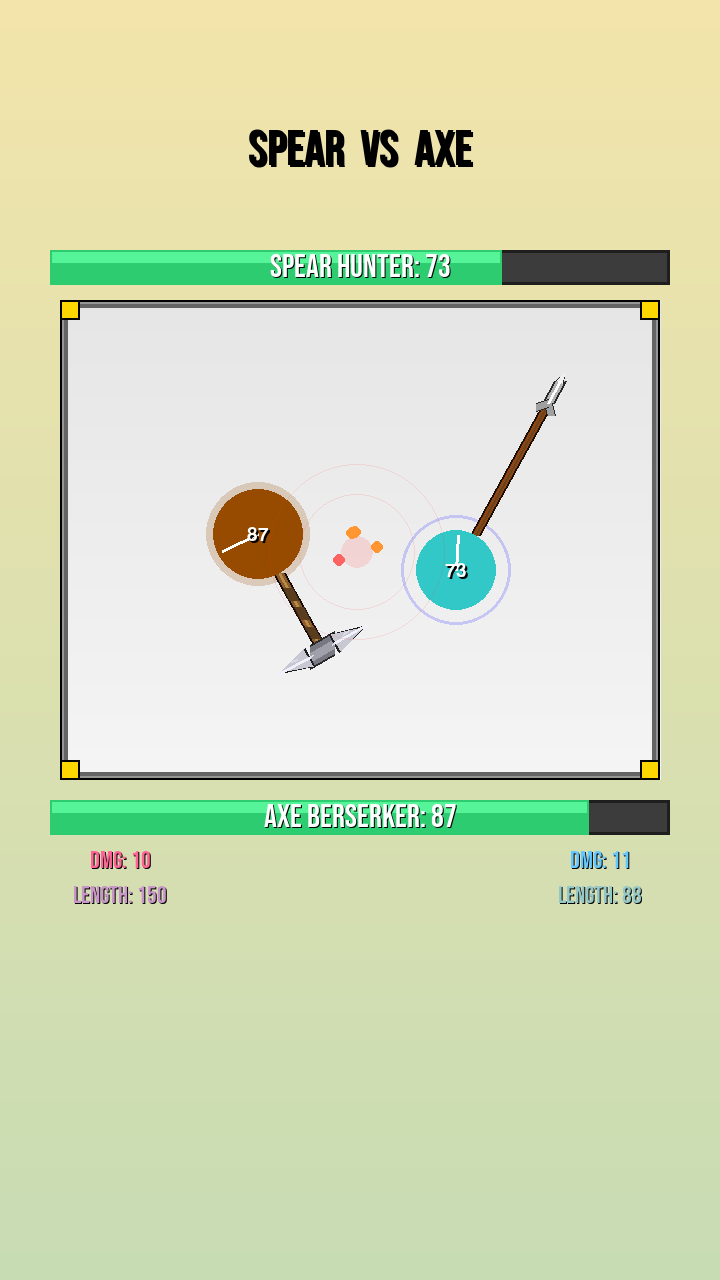 SPEAR VS AXE
SPEAR HUNTER: 73
87
73
AXE BERSERKER: 87
DMG: 10
DMG: 11
LENGTH: 150
LENGTH: 88